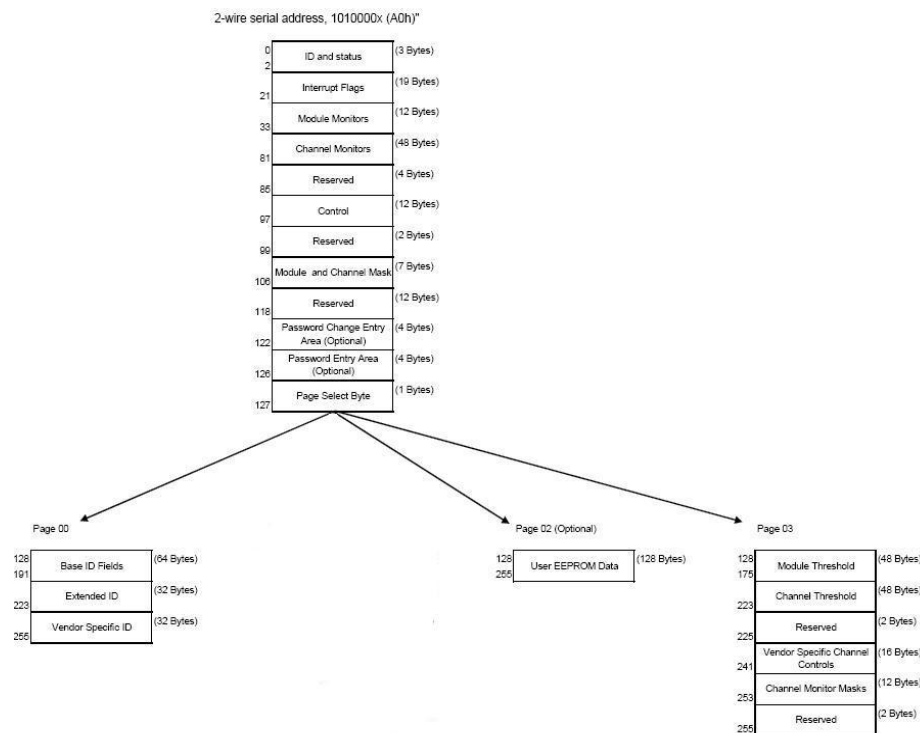 2-wire serial address, 1010000x (A0h)"
0
2
ID and status
(3 Bytes)
21
Interrupt Flags
(19 Bytes)
33
Module Monitors
(12 Bytes)
81
Channel Monitors
(48 Bytes)
85
Reserved
(4 Bytes)
97
Control
(12 Bytes)
99
Reserved
(2 Bytes)
106
Module and Channel Mask
(7 Bytes)
118
Reserved
(12 Bytes)
122
Password Change Entry
Area (Optional)
(4 Bytes)
126
Password Entry Area
(Optional)
(4 Bytes)
127
Page Select Byte
(1 Bytes)
Page 00
128
191
Base ID Fields
(64 Bytes)
223
Extended ID
(32 Bytes)
255
Vendor Specific ID
(32 Bytes)
Page 02 (Optional)
128
255
User EEPROM Data
(128 Bytes)
Page 03
128
175
Module Threshold
(48 Bytes)
223
Channel Threshold
(48 Bytes)
225
Reserved
(2 Bytes)
241
Vendor Specific Channel
Controls
(16 Bytes)
253
Channel Monitor Masks
(12 Bytes)
255
Reserved
(2 Bytes)